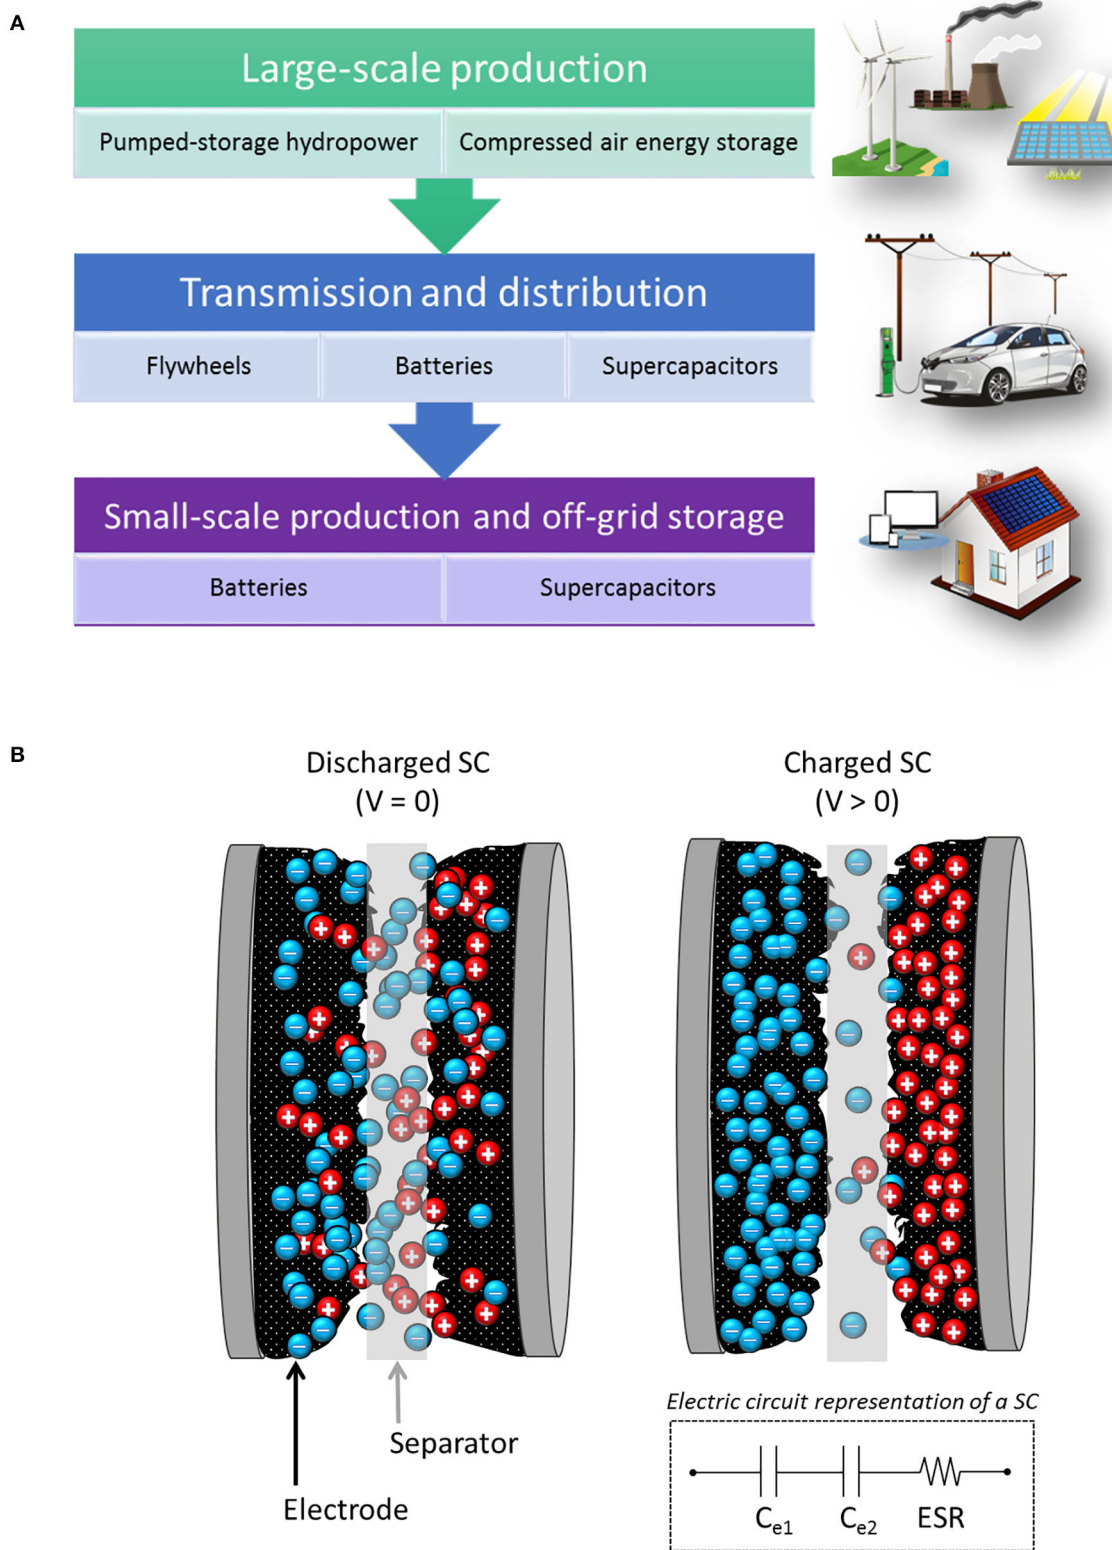 A
Large-scale production
Pumped-storage hydropower
Compressed air energy storage
Transmission and distribution
Flywheels
Batteries
Supercapacitors
Small-scale production and off-grid storage
Batteries
Supercapacitors
B
Discharged SC
(V = 0)
Charged SC
(V > 0)
Separator
Electrode
Electric circuit representation of a SC
Ce1
Ce2
ESR